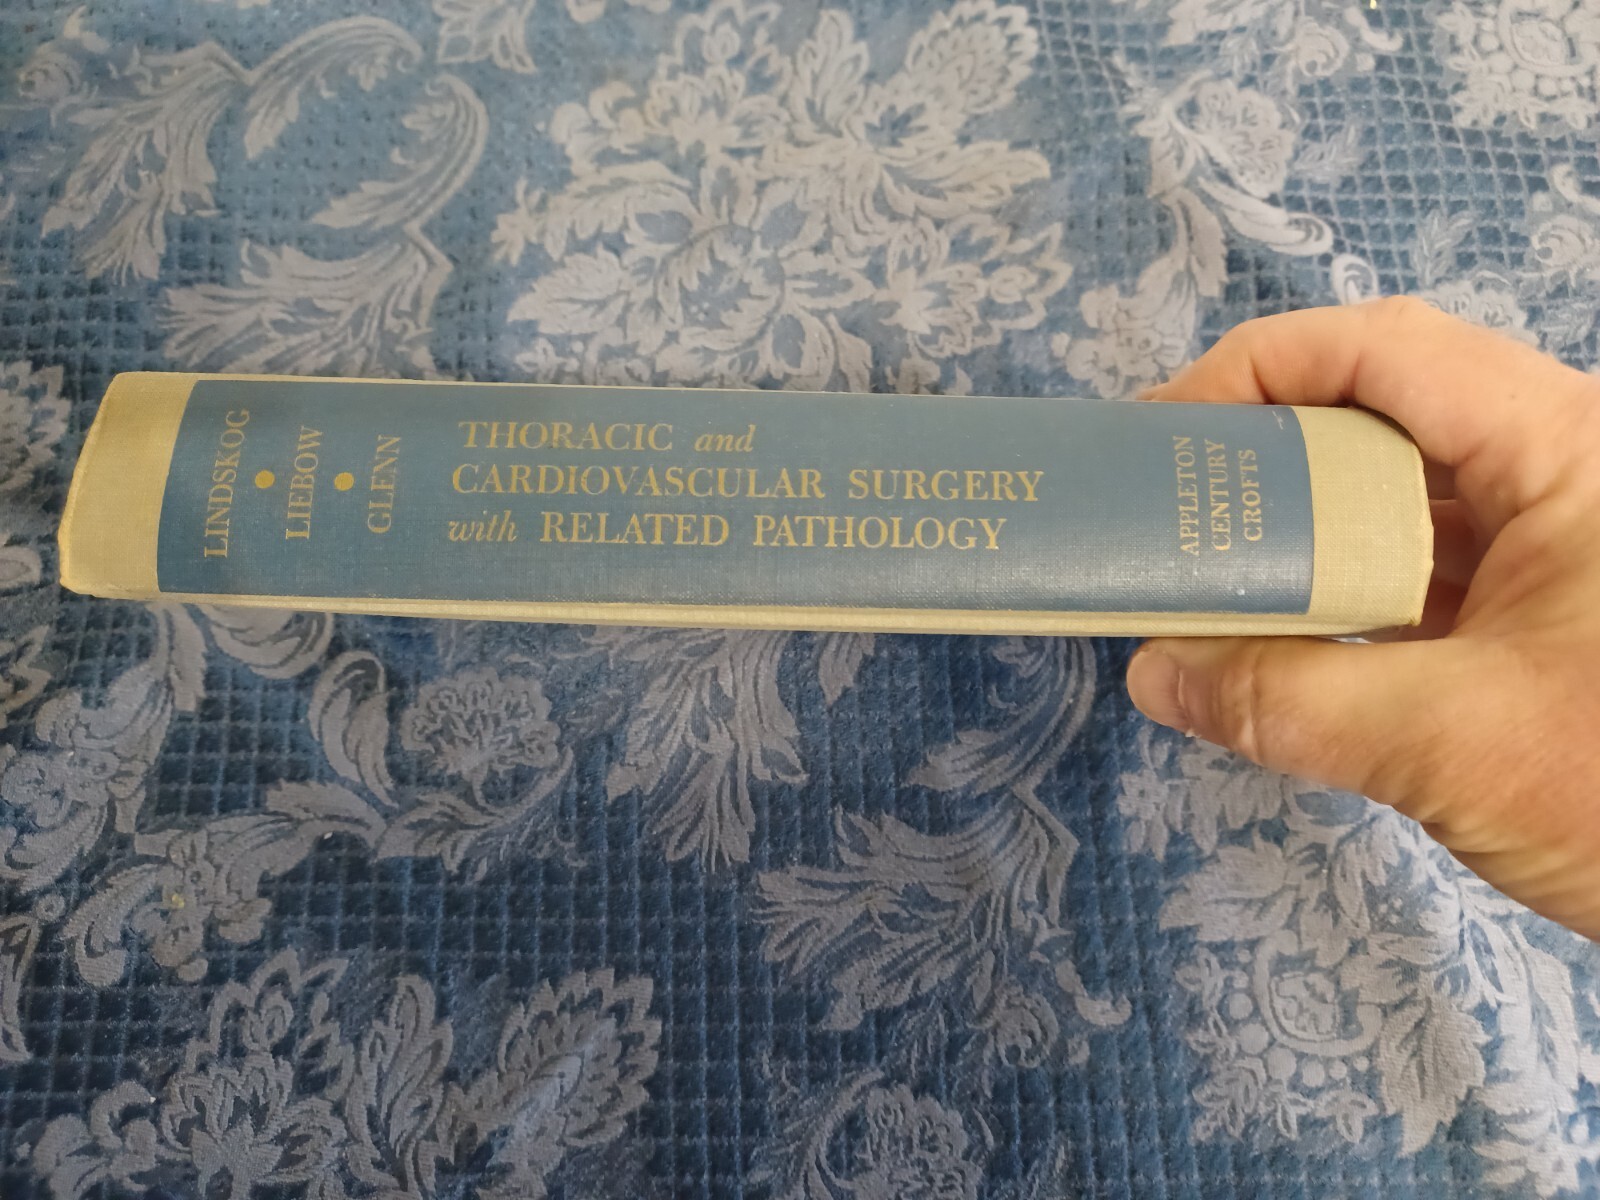 LINDSKOG
•
LIEBOW
•
GLENN
THORACIC and
CARDIOVASCULAR SURGERY
with RELATED PATHOLOGY
APPLETON
CENTURY
CROFTS